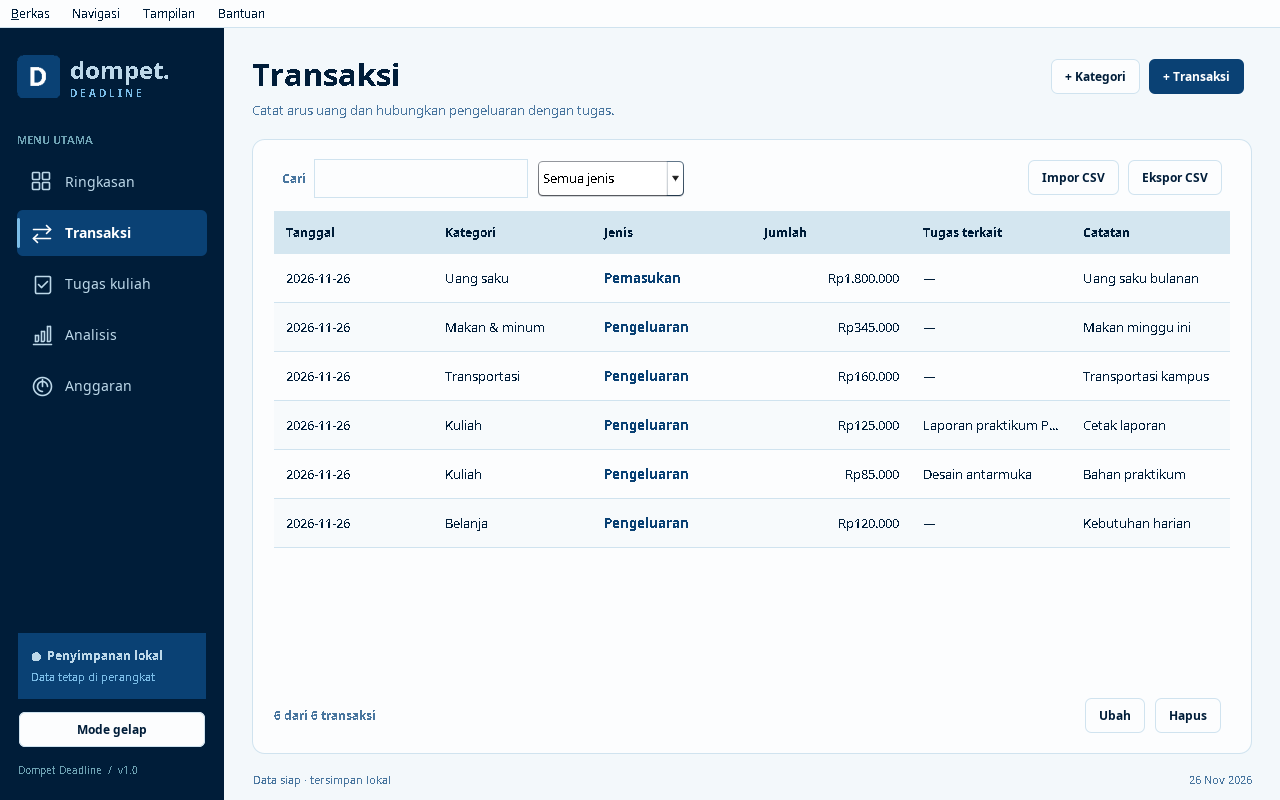 Berkas Navigasi Tampilan Bantuan
D dompet.
DEADLINE
MENU UTAMA
Ringkasan
Transaksi
Tugas kuliah
Analisis
Anggaran
Penyimpanan lokal
Data tetap di perangkat
Mode gelap
Dompet Deadline / v1.0
Transaksi
Catat arus uang dan hubungkan pengeluaran dengan tugas.
+ Kategori + Transaksi
Cari Semua jenis Impor CSV Ekspor CSV
Tanggal Kategori Jenis Jumlah Tugas terkait Catatan
2026-11-26 Uang saku Pemasukan Rp1.800.000 — Uang saku bulanan
2026-11-26 Makan & minum Pengeluaran Rp345.000 — Makan minggu ini
2026-11-26 Transportasi Pengeluaran Rp160.000 — Transportasi kampus
2026-11-26 Kuliah Pengeluaran Rp125.000 Laporan praktikum P... Cetak laporan
2026-11-26 Kuliah Pengeluaran Rp85.000 Desain antarmuka Bahan praktikum
2026-11-26 Belanja Pengeluaran Rp120.000 — Kebutuhan harian
6 dari 6 transaksi Ubah Hapus
Data siap · tersimpan lokal 26 Nov 2026